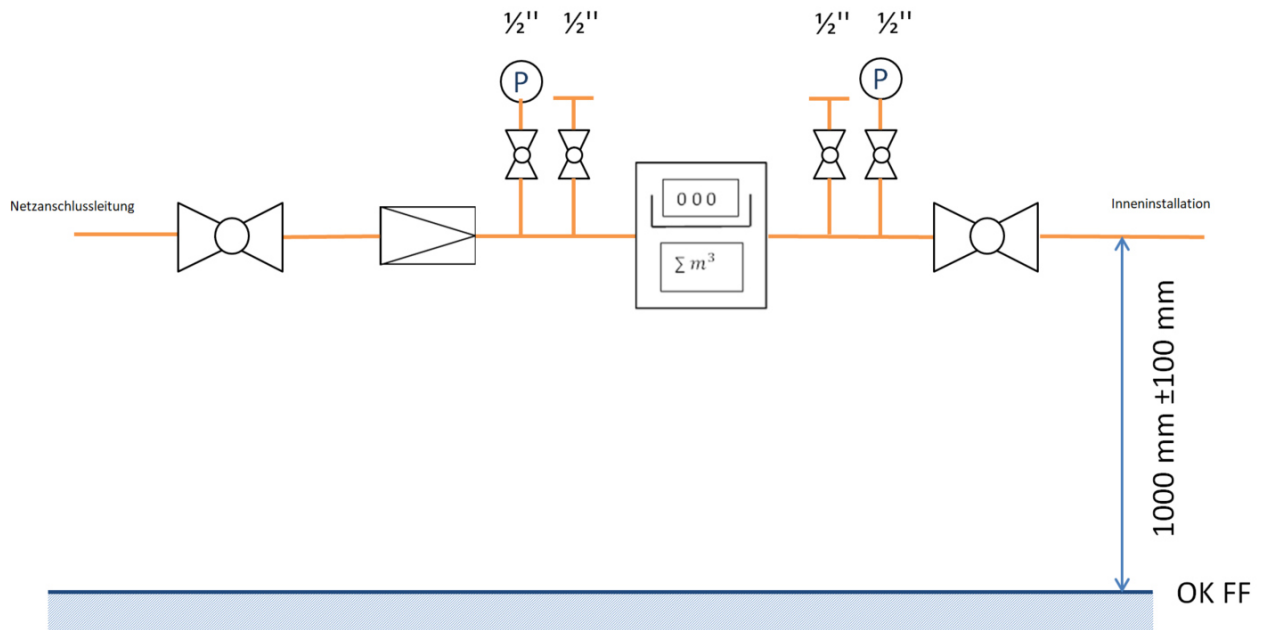 ½'' ½'' ½'' ½''
P P
Netzanschlussleitung
000
Inneninstallation
∑ m³
1000 mm ±100 mm
OK FF